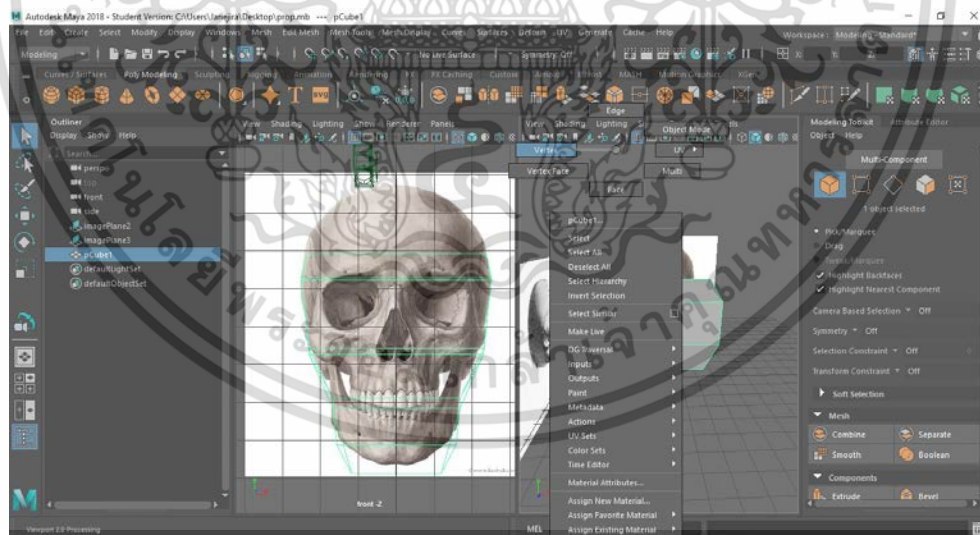 Autodesk Maya 2018 - Student Version: C:\Users\Janejira\Desktop\prop.mb --- pCube1
File Edit Create Select Modify Display Windows Mesh Edit Mesh Mesh Tools Mesh Display Curves Surfaces Deform UV Generate Cache Help
Workspace: Modeling - Standard*
Modeling
No Live Surface
Symmetry: Off
Curves / Surfaces Poly Modeling Sculpting Rigging Animation Rendering FX FX Caching Custom MASH Motion Graphics XGen
Outliner
Display Show Help
Search...
persp
top
front
side
imagePlane2
imagePlane3
pCube1
defaultLightSet
defaultObjectSet
View Shading Lighting Show Renderer Panels
front -Z
View Shading Lighting
Edge
Object Mode
Vertex
UV
Vertex Face
Multi
Face
pCube1...
Select
Select All
Deselect All
Select Hierarchy
Invert Selection
Select Similar
Make Live
DG Traversal
Inputs
Outputs
Paint
Metadata
Actions
UV Sets
Color Sets
Time Editor
Material Attributes...
Assign New Material...
Assign Favorite Material
Assign Existing Material
Modeling Toolkit Attribute Editor
Object Help
Multi-Component
1 object selected
Pick/Marquee
Drag
Tweak/Marquee
Highlight Backfaces
Highlight Nearest Component
Camera Based Selection Off
Symmetry Off
Selection Constraint Off
Transform Constraint Off
Soft Selection
Mesh
Combine Separate
Smooth Boolean
Components
Extrude Bevel
Viewport 2.0 Processing
MEL